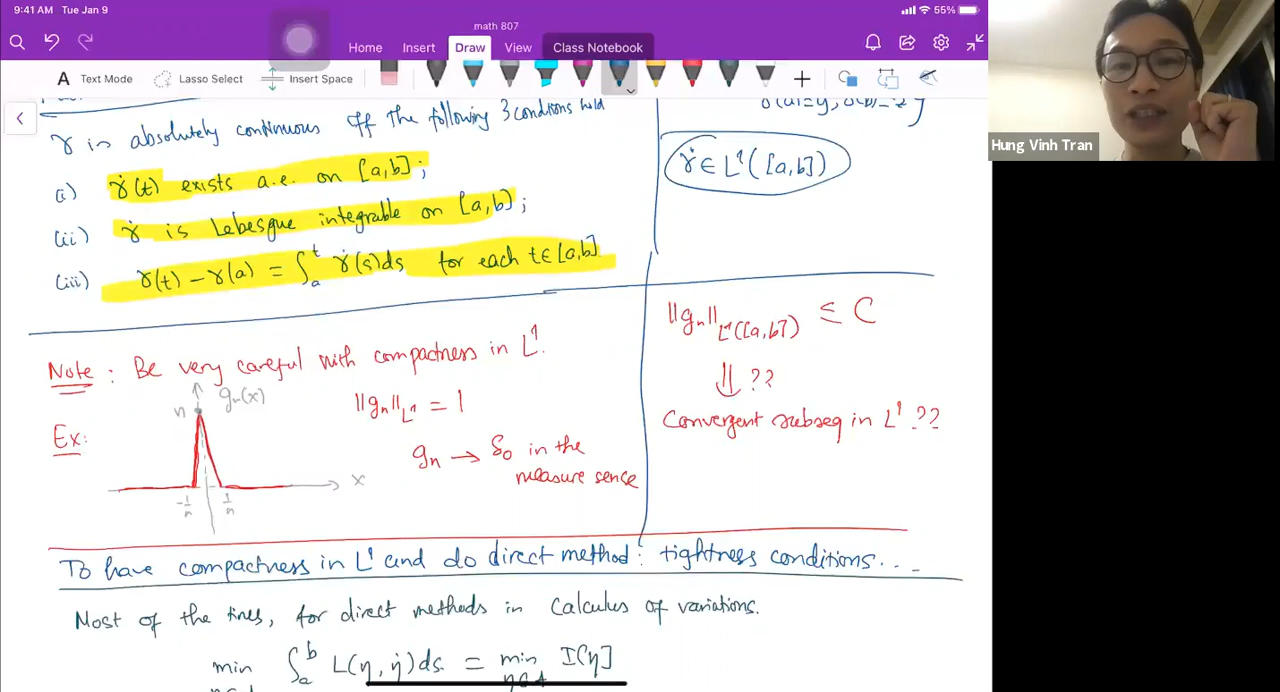 9:41 AM Tue Jan 9
55%
math 807
Home Insert Draw View Class Notebook
Text Mode Lasso Select Insert Space
Hung Vinh Tran
γ is absolutely continuous iff the following 3 conditions hold
(i) γ̇(t) exists a.e. on [a,b];
(ii) γ̇ is Lebesgue integrable on [a,b];
(iii) γ(t) − γ(a) = ∫ₐᵗ γ̇(s)ds for each t∈[a,b]
γ̇ ∈ L¹([a,b])
Note: Be very careful with compactness in L¹.
Ex:
n
gₙ(x)
x
-1/n
1/n
||gₙ||_L¹ = 1
gₙ → δ₀ in the
measure sense
||gₙ||_L¹([a,b]) ≤ C
⇓ ??
Convergent subseq in L¹ ??
To have compactness in L¹ and do direct method: tightness conditions....
Most of the times, for direct methods in Calculus of variations.
min ∫ₐᵇ L(η, η̇)ds = min I[η]